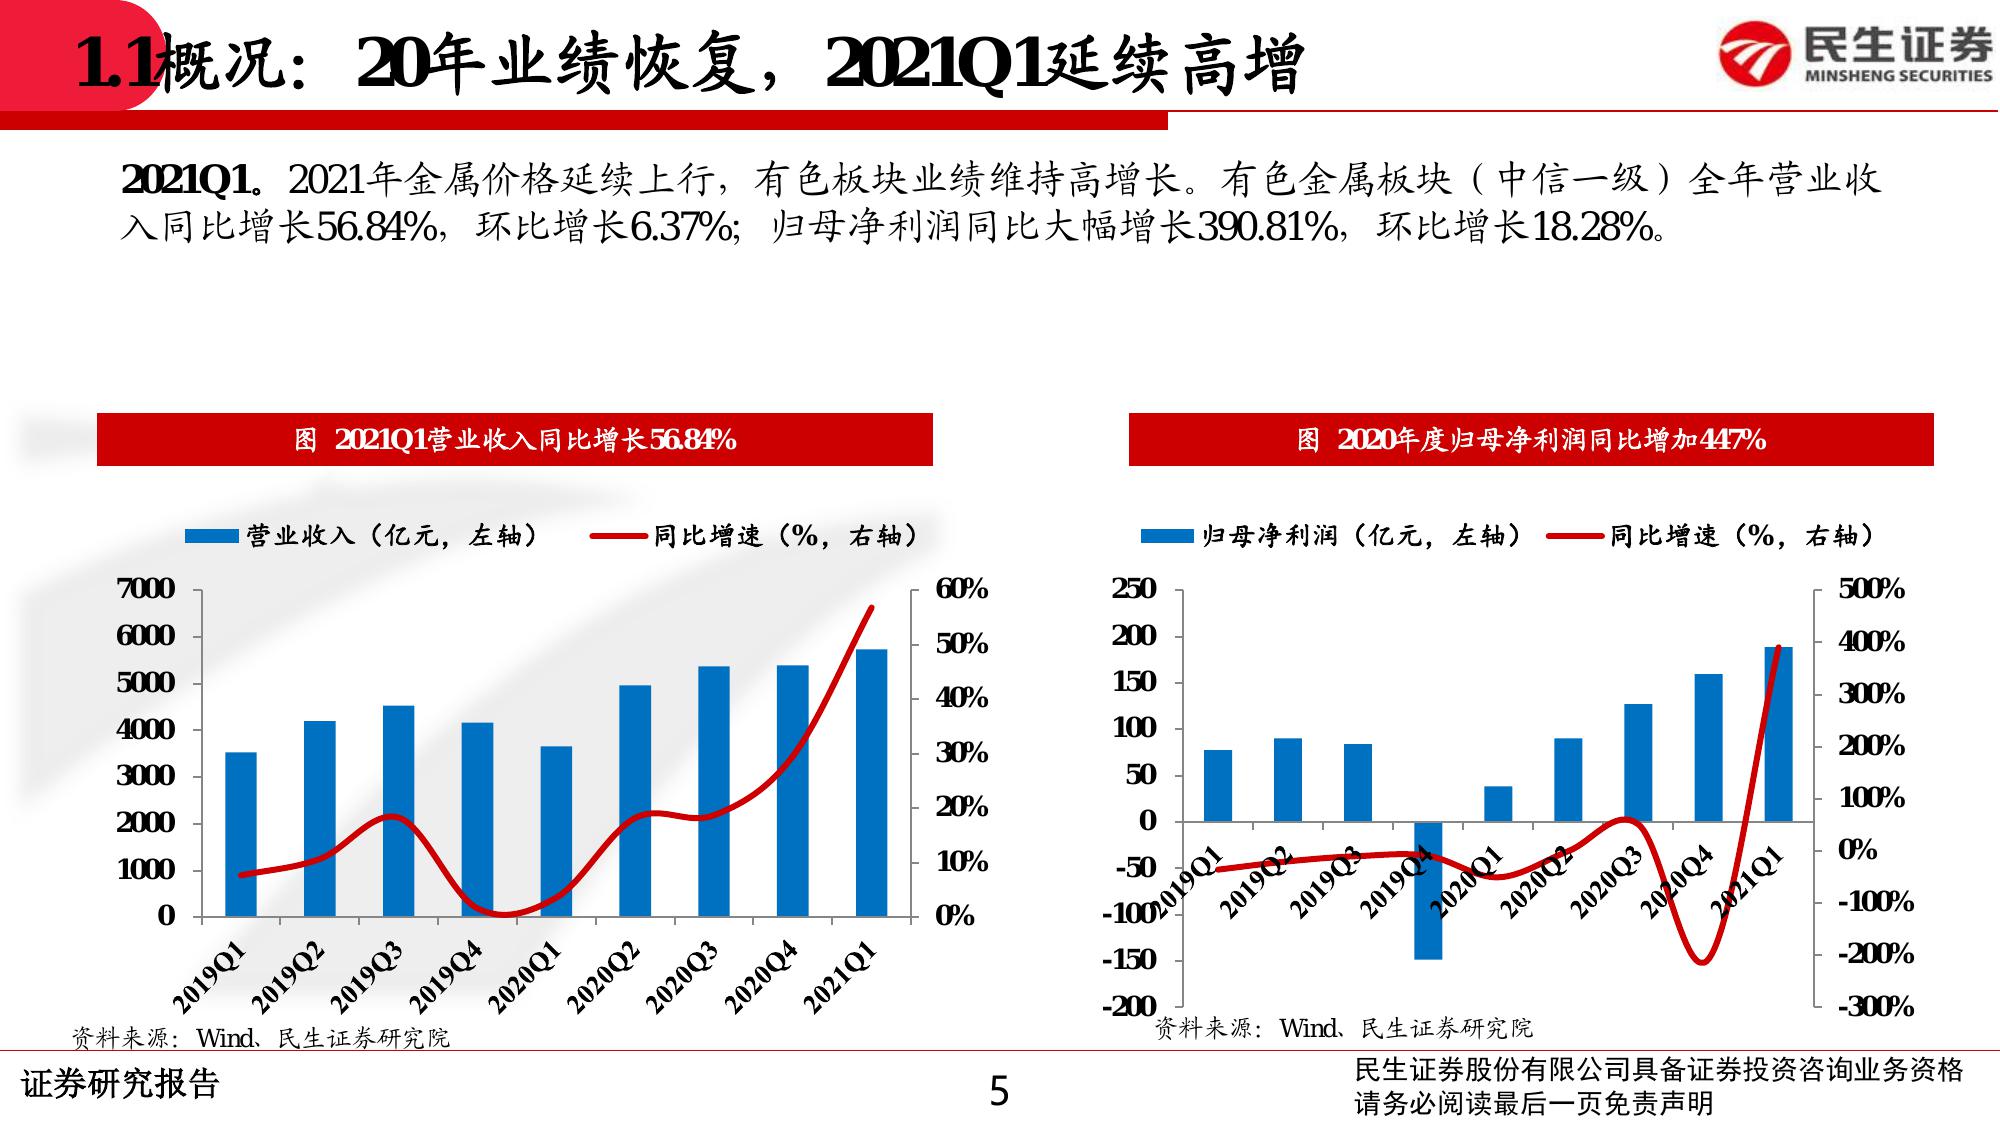 1.1概况：20年业绩恢复，2021Q1延续高增
民生证券
MINSHENG SECURITIES
2021Q1。2021年金属价格延续上行，有色板块业绩维持高增长。有色金属板块（中信一级）全年营业收
入同比增长56.84%，环比增长6.37%；归母净利润同比大幅增长390.81%，环比增长18.28%。
图 2021Q1营业收入同比增长56.84%
营业收入（亿元，左轴） 同比增速（%，右轴）
7000
6000
5000
4000
3000
2000
1000
0
60%
50%
40%
30%
20%
10%
0%
2019Q1
2019Q2
2019Q3
2019Q4
2020Q1
2020Q2
2020Q3
2020Q4
2021Q1
资料来源：Wind、民生证券研究院
图 2020年度归母净利润同比增加447%
归母净利润（亿元，左轴） 同比增速（%，右轴）
250
200
150
100
50
0
-50
-100
-150
-200
500%
400%
300%
200%
100%
0%
-100%
-200%
-300%
2019Q1
2019Q2
2019Q3
2019Q4
2020Q1
2020Q2
2020Q3
2020Q4
2021Q1
资料来源：Wind、民生证券研究院
证券研究报告
5
民生证券股份有限公司具备证券投资咨询业务资格
请务必阅读最后一页免责声明